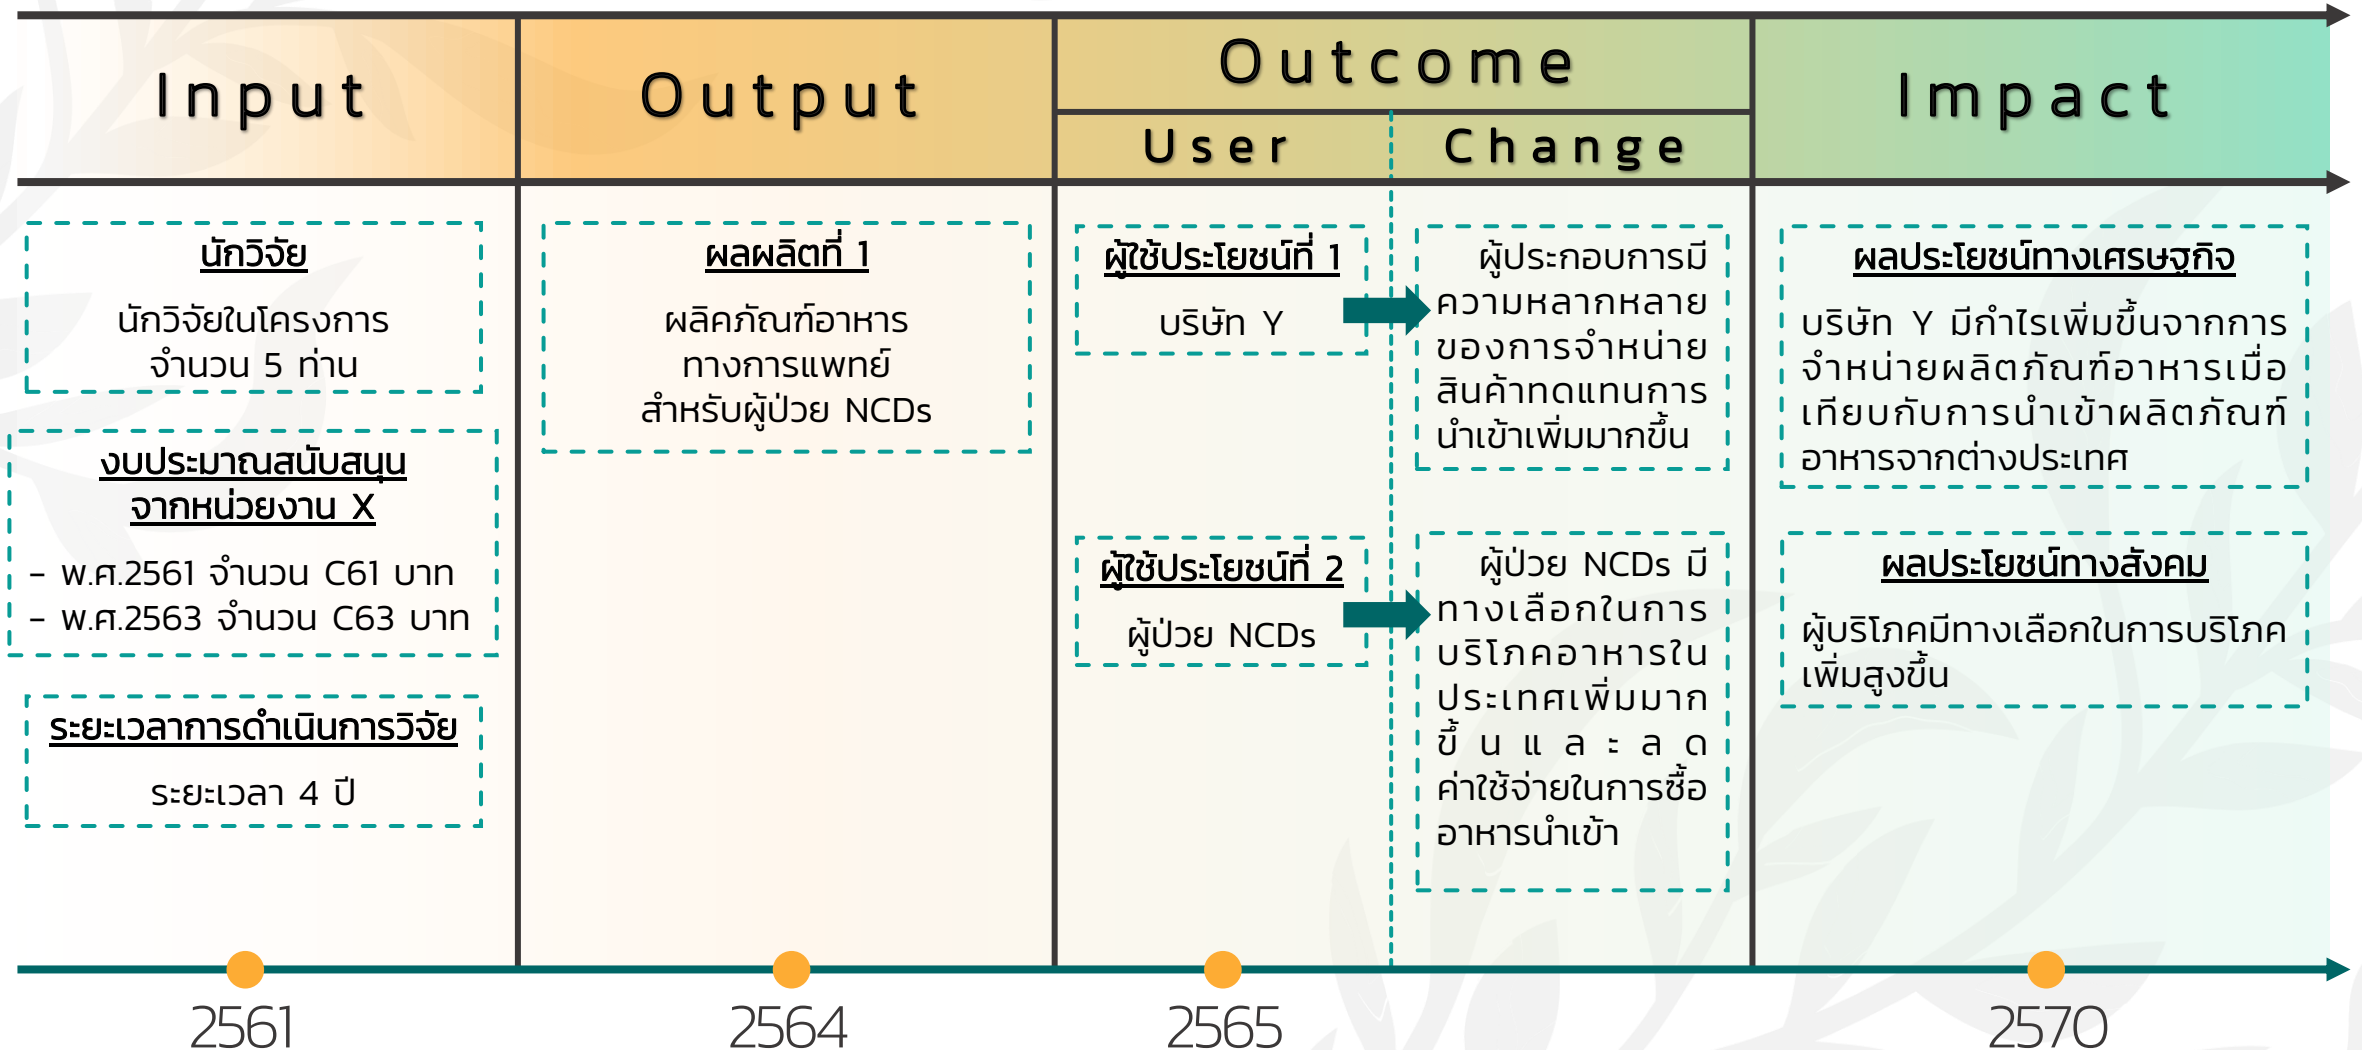 Input
Output
Outcome
User
Change
Impact
นักวิจัย
นักวิจัยในโครงการ
จำนวน 5 ท่าน
งบประมาณสนับสนุน
จากหน่วยงาน X
- พ.ศ.2561 จำนวน C61 บาท
- พ.ศ.2563 จำนวน C63 บาท
ระยะเวลาการดำเนินการวิจัย
ระยะเวลา 4 ปี
ผลผลิตที่ 1
ผลิคภัณฑ์อาหาร
ทางการแพทย์
สำหรับผู้ป่วย NCDs
ผู้ใช้ประโยชน์ที่ 1
บริษัท Y
ผู้ประกอบการมี
ความหลากหลาย
ของการจำหน่าย
สินค้าทดแทนการ
นำเข้าเพิ่มมากขึ้น
ผู้ใช้ประโยชน์ที่ 2
ผู้ป่วย NCDs
ผู้ป่วย NCDs มี
ทางเลือกในการ
บริโภคอาหารใน
ประเทศเพิ่มมาก
ขึ้นและลด
ค่าใช้จ่ายในการซื้อ
อาหารนำเข้า
ผลประโยชน์ทางเศรษฐกิจ
บริษัท Y มีกำไรเพิ่มขึ้นจากการ
จำหน่ายผลิตภัณฑ์อาหารเมื่อ
เทียบกับการนำเข้าผลิตภัณฑ์
อาหารจากต่างประเทศ
ผลประโยชน์ทางสังคม
ผู้บริโภคมีทางเลือกในการบริโภค
เพิ่มสูงขึ้น
2561
2564
2565
2570